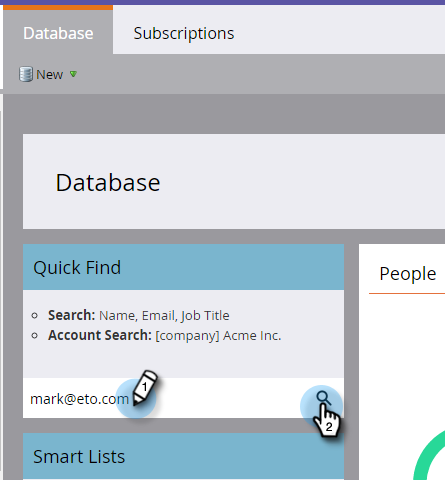 Database Subscriptions
New
Database
Quick Find
People
Search: Name, Email, Job Title
Account Search: [company] Acme Inc.
mark@eto.com
1
2
Smart Lists